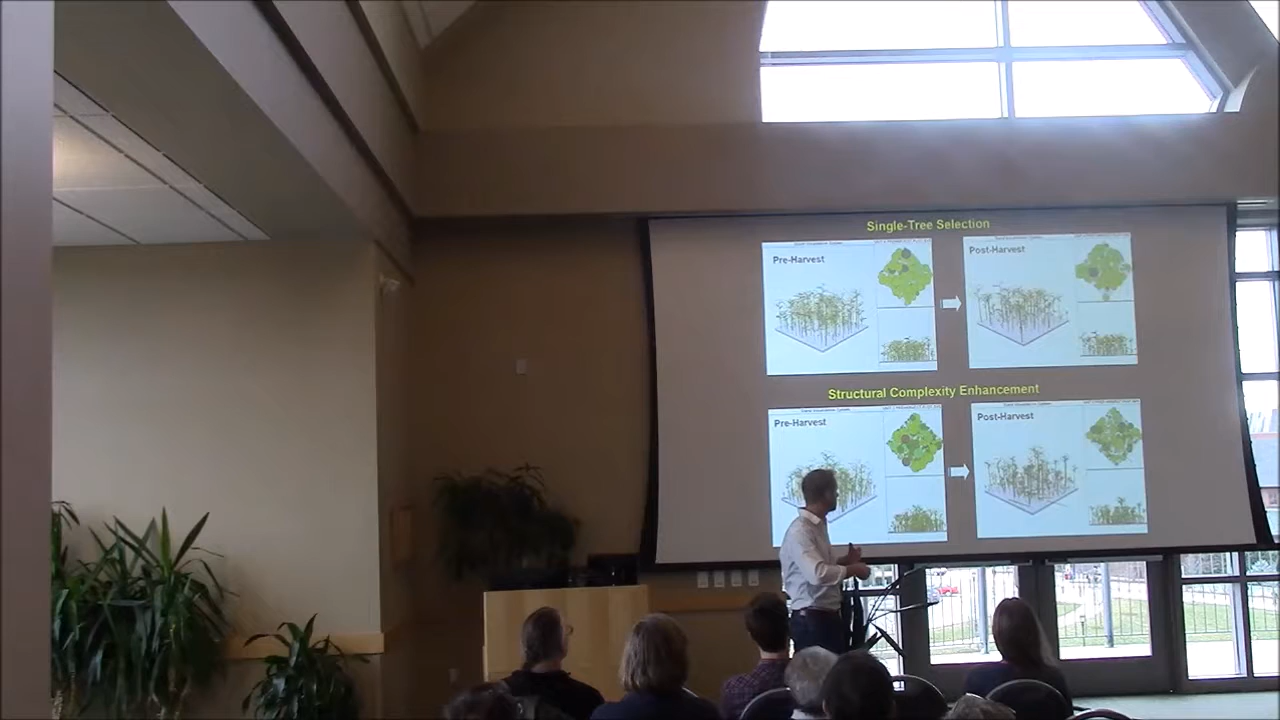 Single-Tree Selection
Pre-Harvest
Post-Harvest
Structural Complexity Enhancement
Pre-Harvest
Post-Harvest